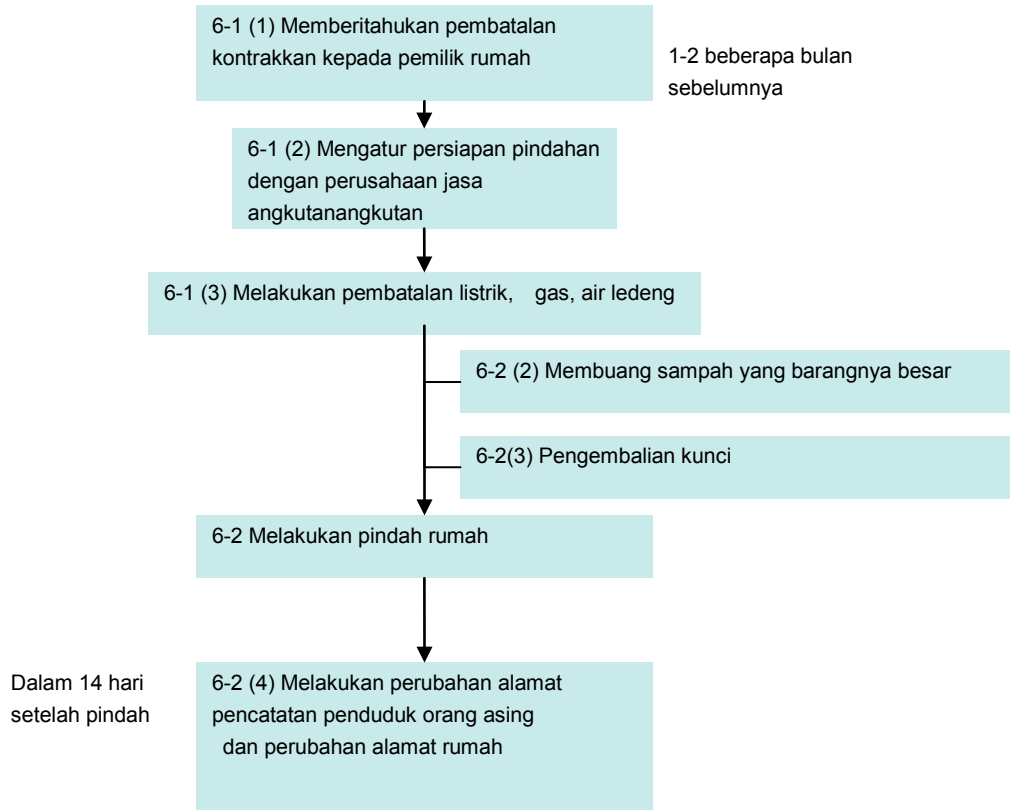 6-1 (1) Memberitahukan pembatalan
kontrakkan kepada pemilik rumah
1-2 beberapa bulan
sebelumnya
6-1 (2) Mengatur persiapan pindahan
dengan perusahaan jasa
angkutanangkutan
6-1 (3) Melakukan pembatalan listrik, gas, air ledeng
6-2 (2) Membuang sampah yang barangnya besar
6-2(3) Pengembalian kunci
6-2 Melakukan pindah rumah
Dalam 14 hari
setelah pindah
6-2 (4) Melakukan perubahan alamat
pencatatan penduduk orang asing
dan perubahan alamat rumah